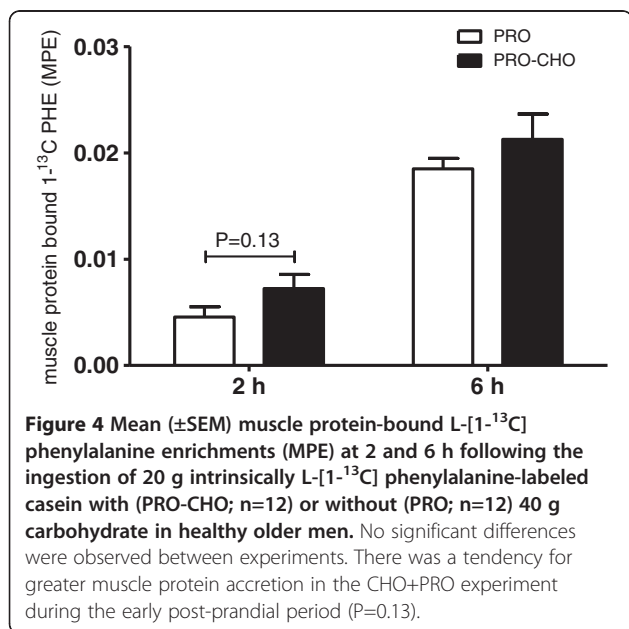 PRO
PRO-CHO
muscle protein bound 1-¹³C PHE (MPE)
0.03
0.02
0.01
0.00
P=0.13
2 h
6 h
Figure 4 Mean (±SEM) muscle protein-bound L-[1-¹³C]
phenylalanine enrichments (MPE) at 2 and 6 h following the
ingestion of 20 g intrinsically L-[1-¹³C] phenylalanine-labeled
casein with (PRO-CHO; n=12) or without (PRO; n=12) 40 g
carbohydrate in healthy older men. No significant differences
were observed between experiments. There was a tendency for
greater muscle protein accretion in the CHO+PRO experiment
during the early post-prandial period (P=0.13).